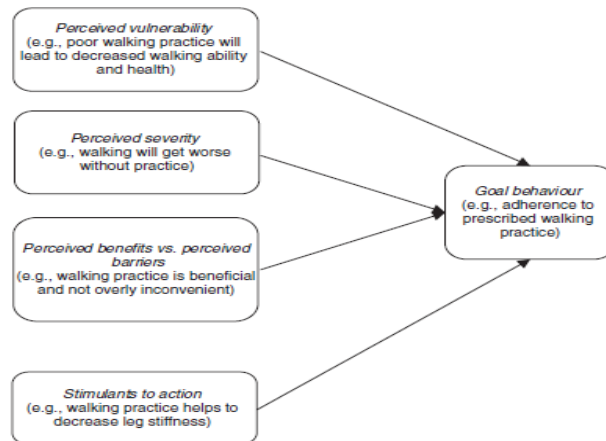 Perceived vulnerability
(e.g., poor walking practice will
lead to decreased walking ability
and health)
Perceived severity
(e.g., walking will get worse
without practice)
Goal behaviour
(e.g., adherence to
prescribed walking
practice)
Perceived benefits vs. perceived
barriers
(e.g., walking practice is beneficial
and not overly inconvenient)
Stimulants to action
(e.g., walking practice helps to
decrease leg stiffness)